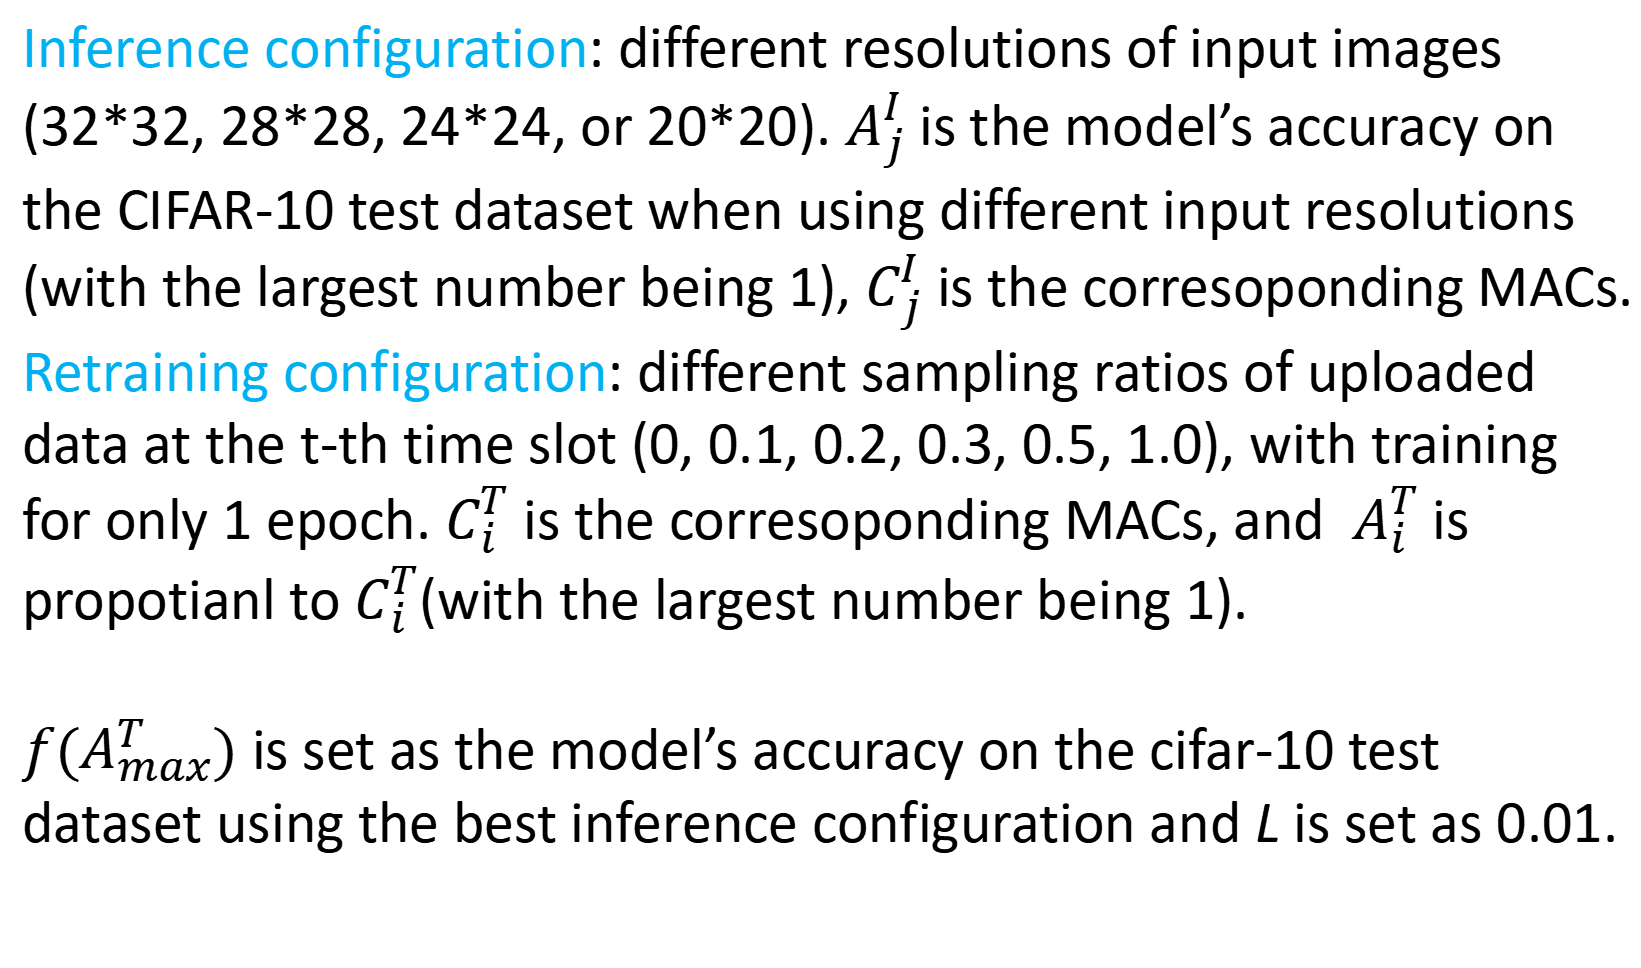 Inference configuration: different resolutions of input images
(32*32, 28*28, 24*24, or 20*20). $A_j^I$ is the model’s accuracy on
the CIFAR-10 test dataset when using different input resolutions
(with the largest number being 1), $C_j^I$ is the corresoponding MACs.
Retraining configuration: different sampling ratios of uploaded
data at the t-th time slot (0, 0.1, 0.2, 0.3, 0.5, 1.0), with training
for only 1 epoch. $C_i^T$ is the corresoponding MACs, and $A_i^T$ is
propotianl to $C_i^T$(with the largest number being 1).
$f(A_{max}^T)$ is set as the model’s accuracy on the cifar-10 test
dataset using the best inference configuration and L is set as 0.01.